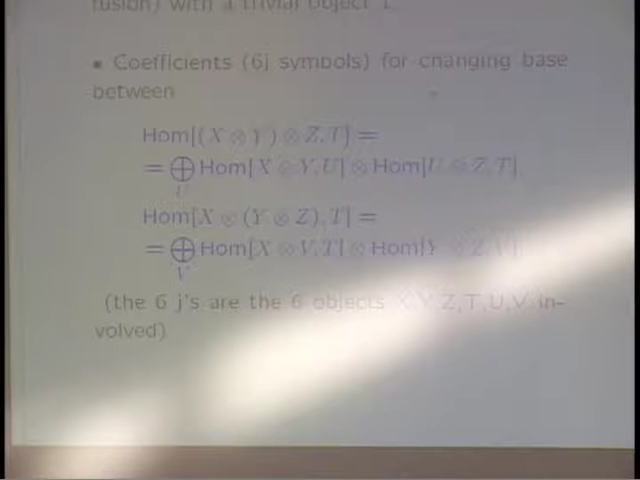 fusion) with a trivial object 1.
• Coefficients (6j symbols) for changing base
between
Hom[(X ⊗ Y) ⊗ Z, T] =
= ⊕ Hom[X ⊗ Y, U] ⊗ Hom[U ⊗ Z, T]
U
Hom[X ⊗ (Y ⊗ Z), T] =
= ⊕ Hom[X ⊗ V, T] ⊗ Hom[Y ⊗ Z, V]
V
(the 6 j's are the 6 objects X,Y,Z,T,U,V in-
volved)